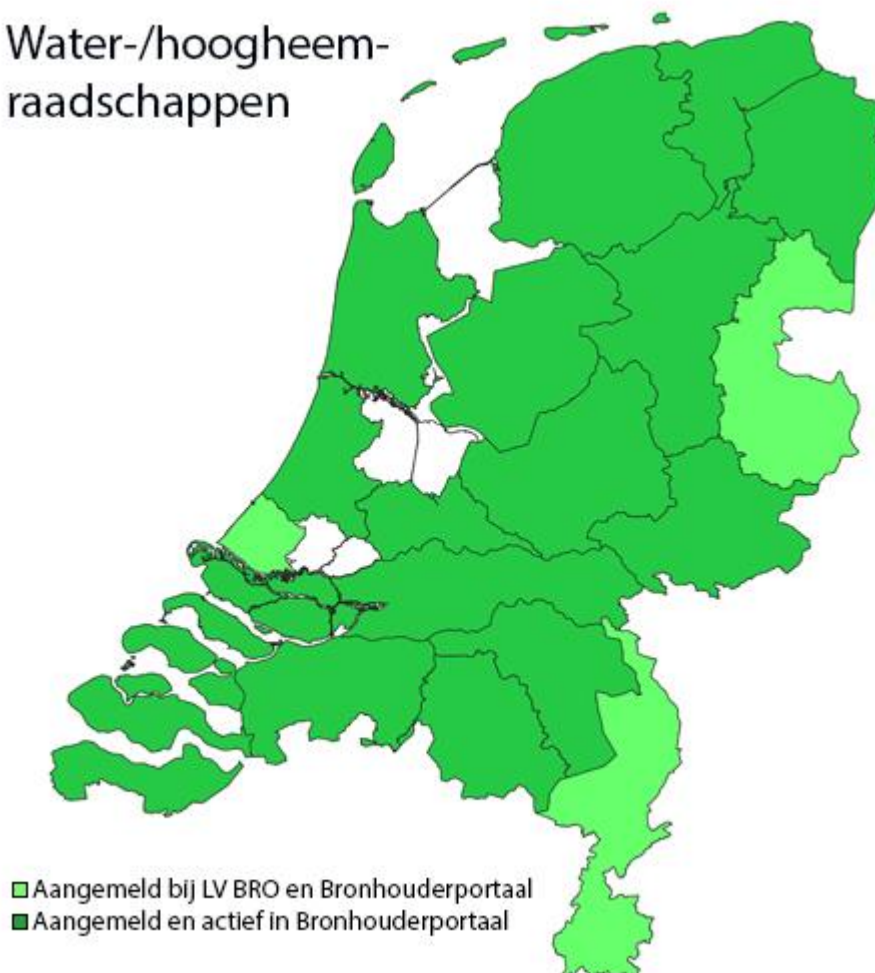 Water-/hoogheem-
raadschappen
Aangemeld bij LV BRO en Bronhouderportaal
Aangemeld en actief in Bronhouderportaal